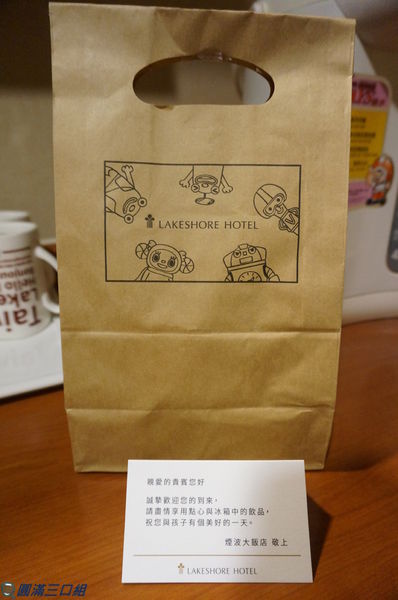 LAKESHORE HOTEL
Tain
Lake
Hello
親愛的貴賓您好
誠摯歡迎您的到來,
請盡情享用點心與冰箱中的飲品,
祝您與孩子有個美好的一天。
煙波大飯店 敬上
LAKESHORE HOTEL
圓滿三口組